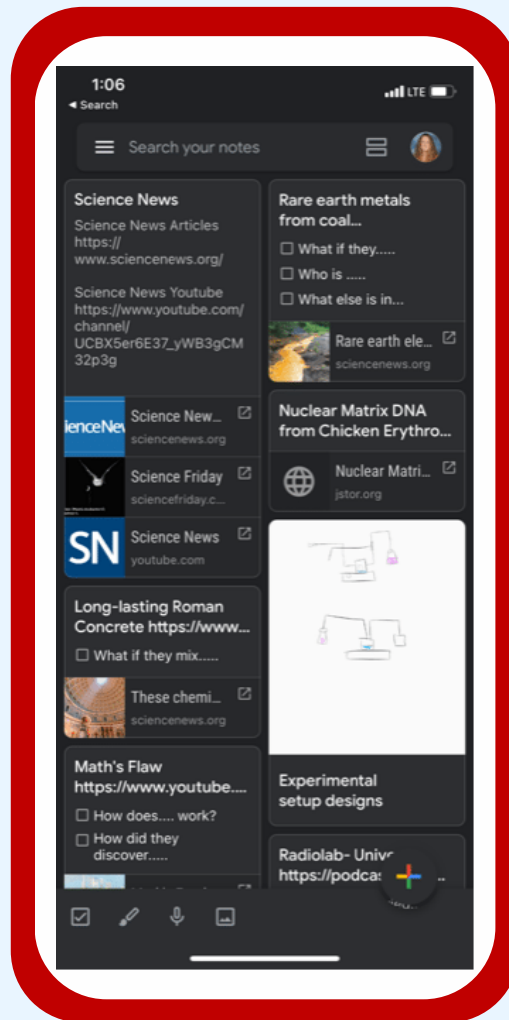 1:06
LTE
Search
Search your notes
Science News
Science News Articles
https://
www.sciencenews.org/
Science News Youtube
https://www.youtube.com/
channel/
UCBX5er6E37_yWB3gCM
32p3g
ienceNev
Science New...
sciencenews.org
Science Friday
sciencefriday.c...
SN
Science News
youtube.com
Long-lasting Roman
Concrete https://www...
What if they mix.....
These chemi...
sciencenews.org
Math's Flaw
https://www.youtube....
How does.... work?
How did they
discover.....
Rare earth metals
from coal...
What if they.....
Who is .....
What else is in...
Rare earth ele...
sciencenews.org
Nuclear Matrix DNA
from Chicken Erythro...
Nuclear Matri...
jstor.org
Experimental
setup designs
Radiolab- Unive
https://podcas ...